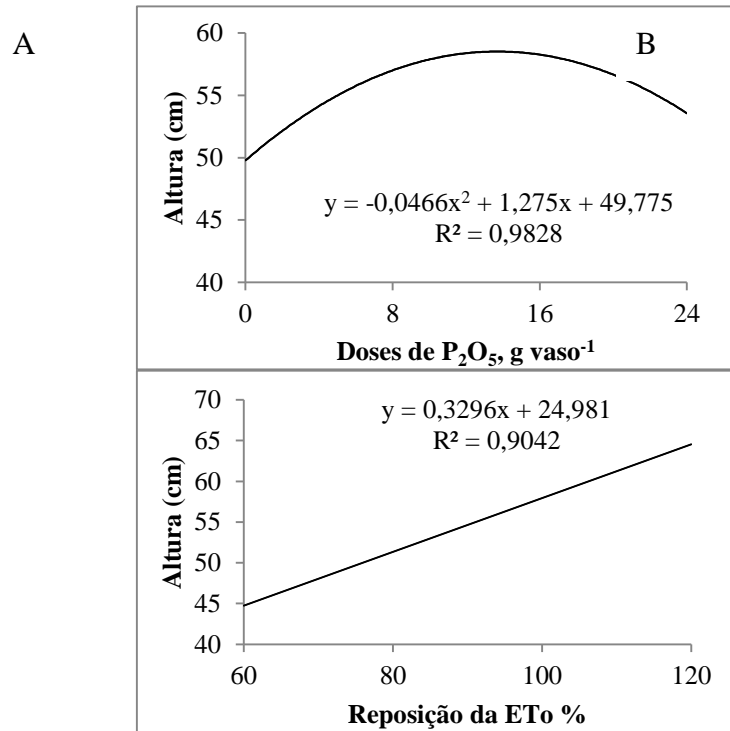 A
B
60
55
50
45
40
Altura (cm)
y = -0,0466x² + 1,275x + 49,775
R² = 0,9828
0 8 16 24
Doses de P₂O₅, g vaso⁻¹
70
65
60
55
50
45
40
Altura (cm)
y = 0,3296x + 24,981
R² = 0,9042
60 80 100 120
Reposição da ETo %